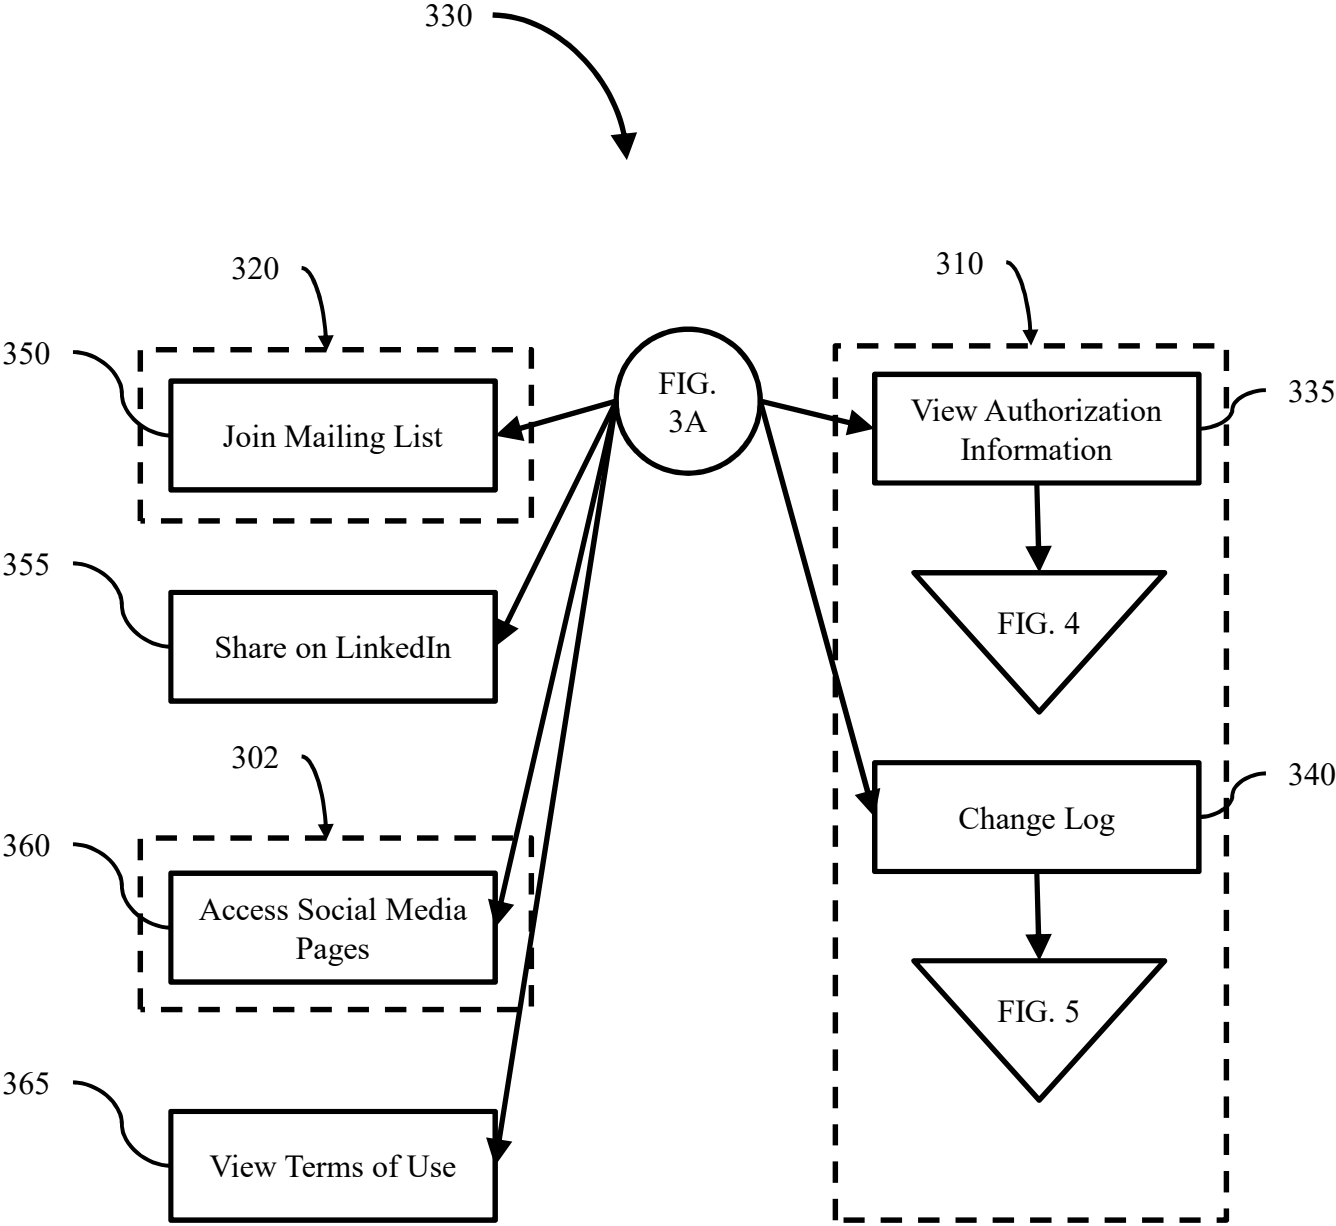 330
320
310
350
FIG.
3A
335
Join Mailing List
View Authorization
Information
355
Share on LinkedIn
FIG. 4
302
340
360
Change Log
Access Social Media
Pages
FIG. 5
365
View Terms of Use